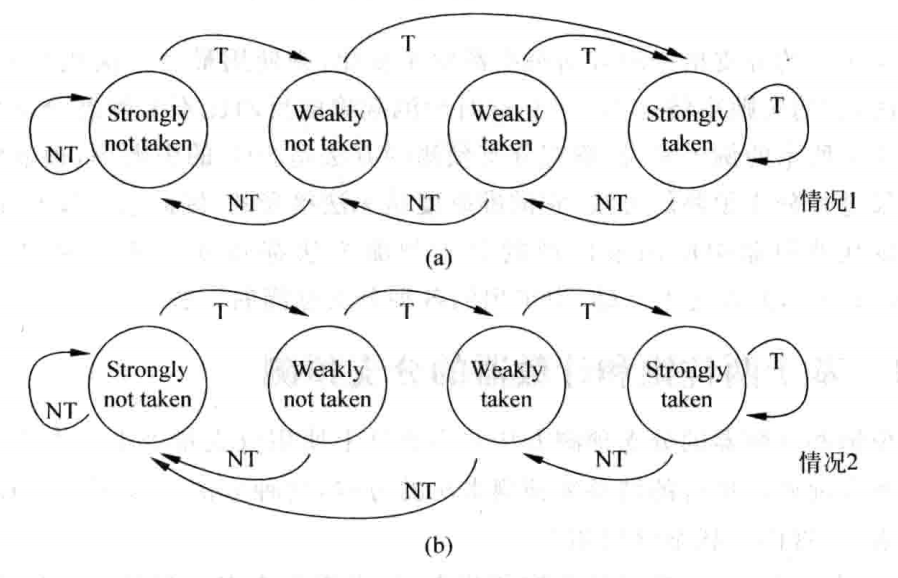 T
T
T
Strongly not taken
Weakly not taken
Weakly taken
Strongly taken
T
NT
NT
NT
NT
情况1
(a)
T
T
T
Strongly not taken
Weakly not taken
Weakly taken
Strongly taken
T
NT
NT
NT
NT
情况2
(b)